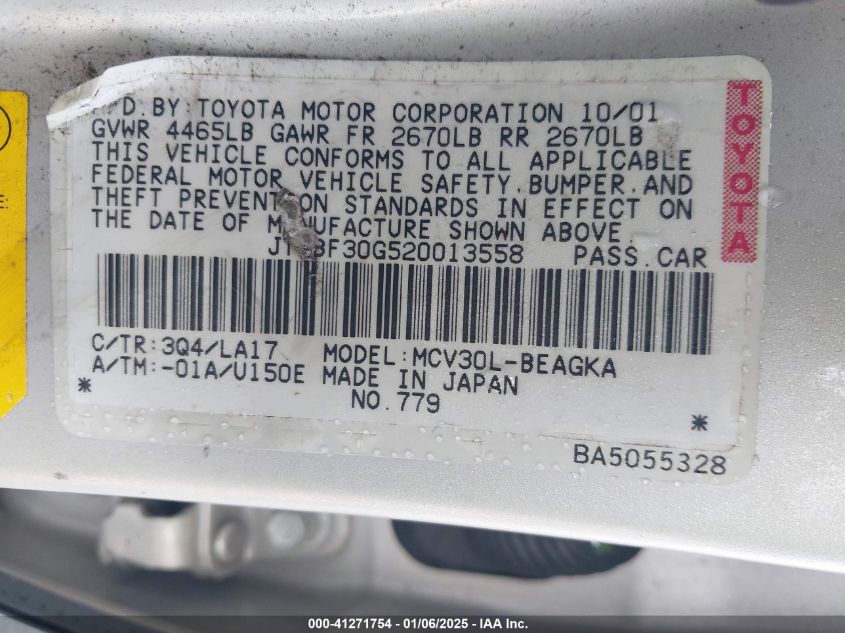 BY: TOYOTA MOTOR CORPORATION 10/01
GVWR 4465LB GAWR FR 2670LB RR 2670LB
THIS VEHICLE CONFORMS TO ALL APPLICABLE
FEDERAL MOTOR VEHICLE SAFETY, BUMPER, AND
THEFT PREVENTION STANDARDS IN EFFECT ON
THE DATE OF MANUFACTURE SHOWN ABOVE.
F30G520013558 PASS. CAR
C/TR: 3Q4/LA17 MODEL: MCV30L-BEAGKA
A/TM: -01A/U150E MADE IN JAPAN
* NO. 779 *
BA5055328
TOYOTA
E:
000-41271754 - 01/06/2025 - IAA Inc.